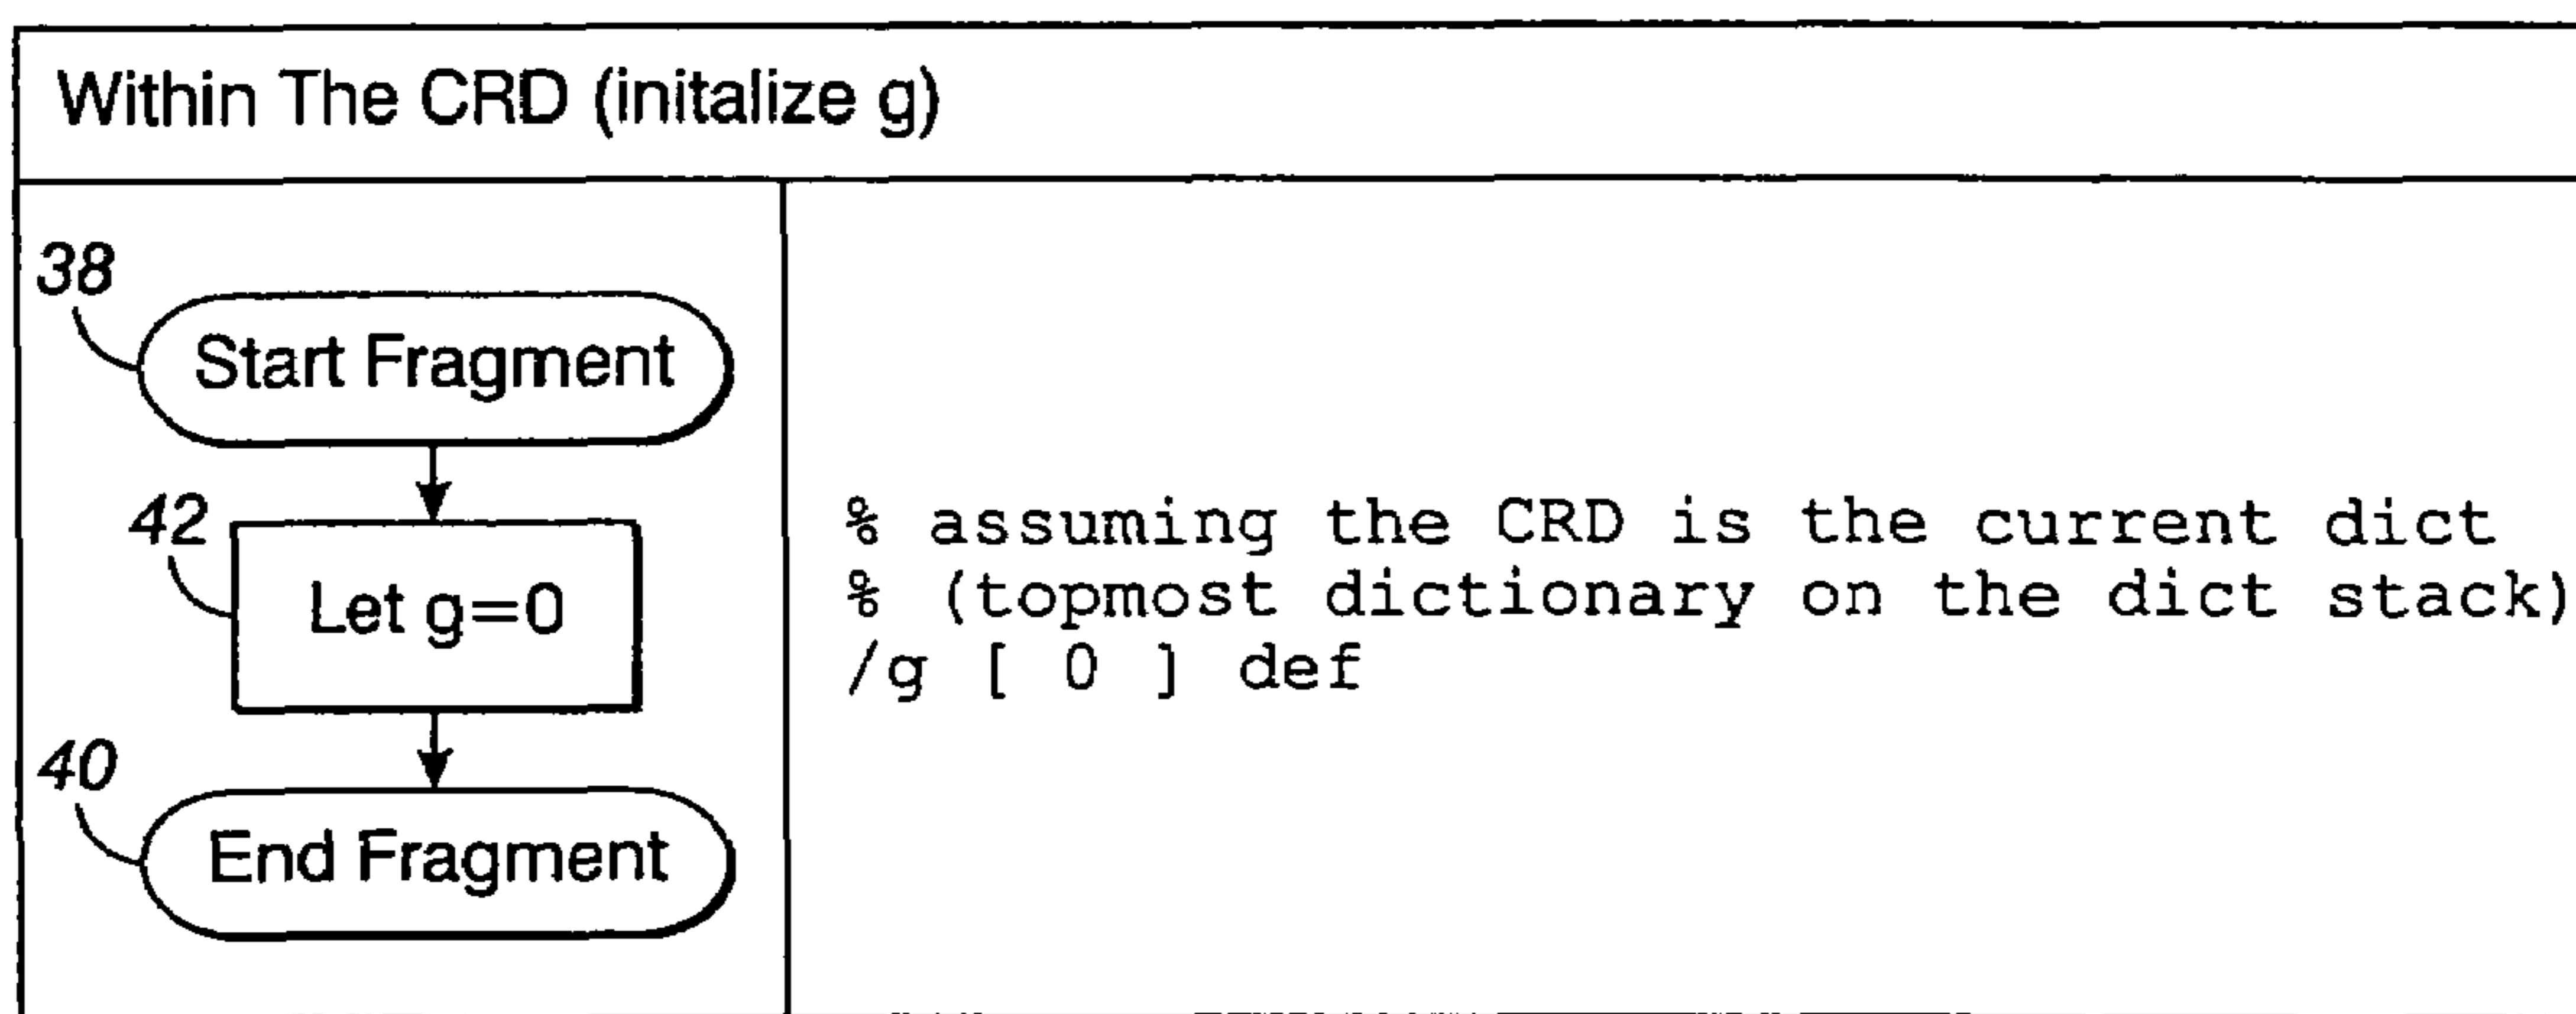 Within The CRD (initalize g)
38
Start Fragment
42
Let g=0
40
End Fragment
% assuming the CRD is the current dict
% (topmost dictionary on the dict stack)
/g [ 0 ] def